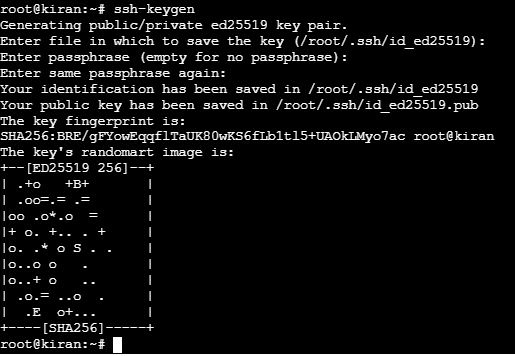 root@kiran:~# ssh-keygen
Generating public/private ed25519 key pair.
Enter file in which to save the key (/root/.ssh/id_ed25519):
Enter passphrase (empty for no passphrase):
Enter same passphrase again:
Your identification has been saved in /root/.ssh/id_ed25519
Your public key has been saved in /root/.ssh/id_ed25519.pub
The key fingerprint is:
SHA256:BRE/gFYowEqqflTaUK80wKS6fLb1tl5+UAOkLMyo7ac root@kiran
The key's randomart image is:
+--[ED25519 256]--+
| .+o   +B+       |
| .oo=.= .=       |
|oo .o*.o  =      |
|+ o. +.. . +     |
|o. .* o S . .    |
|o..o o   .       |
|o..+ o   ..      |
| .o.= ..o  .     |
|  .E  o+...      |
+----[SHA256]-----+
root@kiran:~#